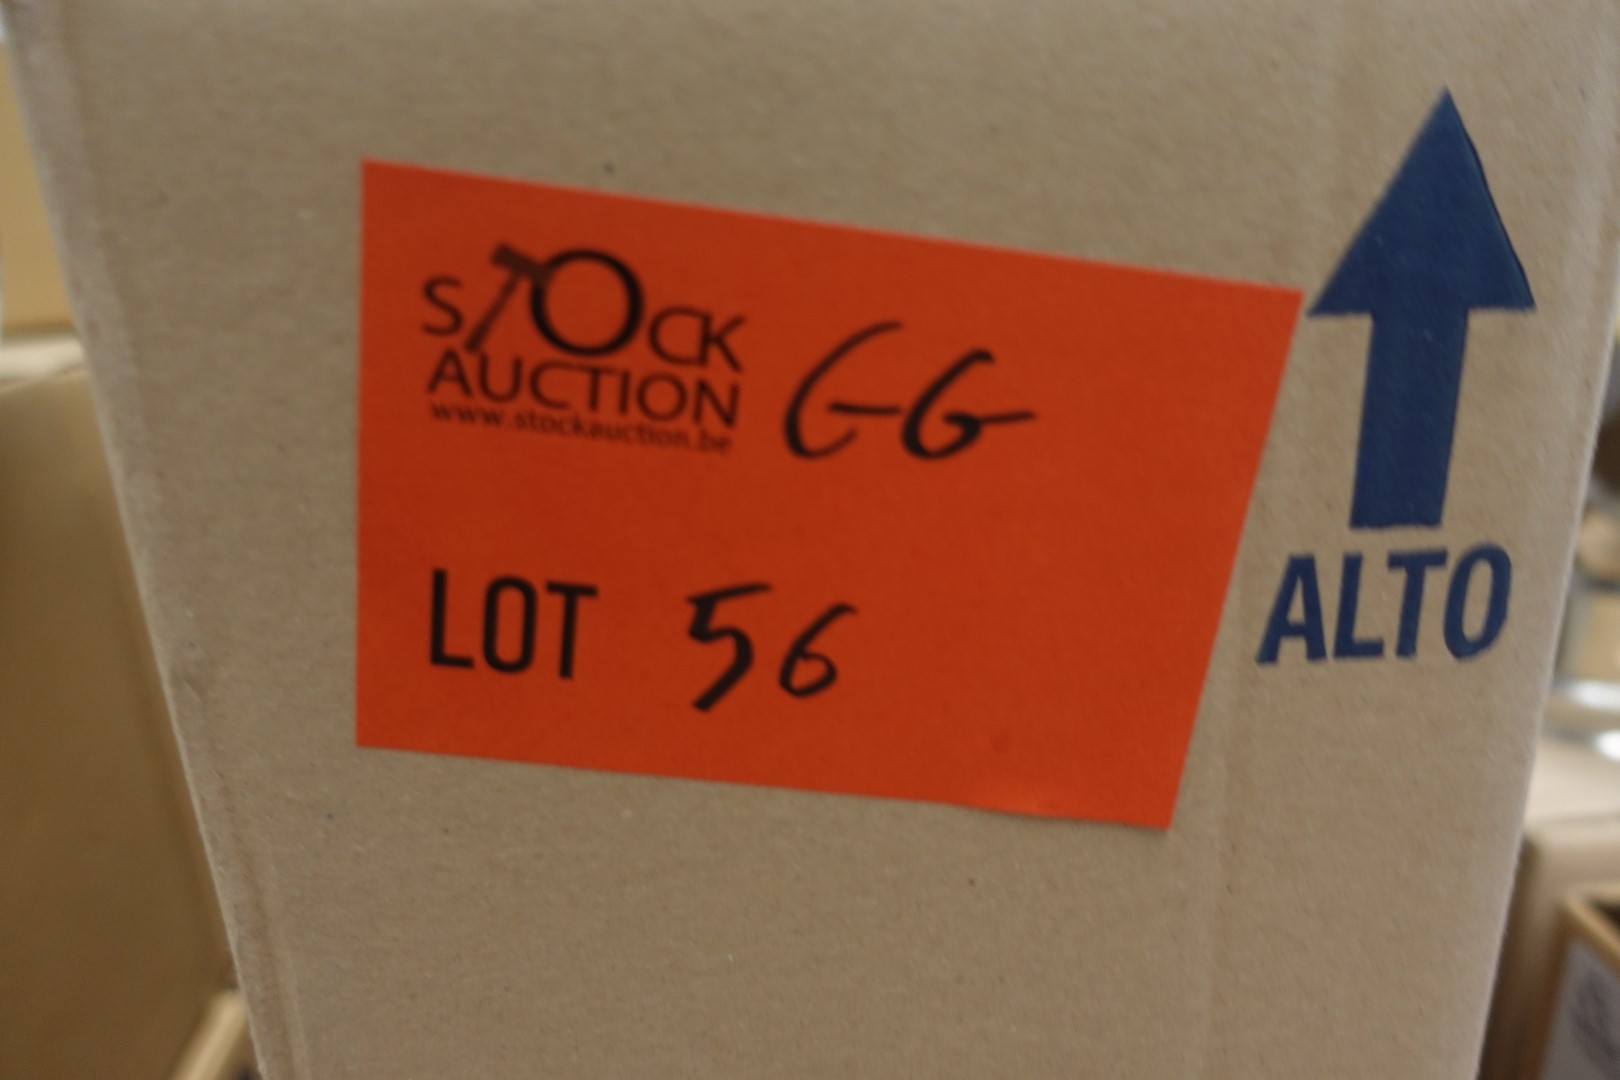 STOCK
AUCTION
www.stockauction.be
GG
LOT 56
ALTO